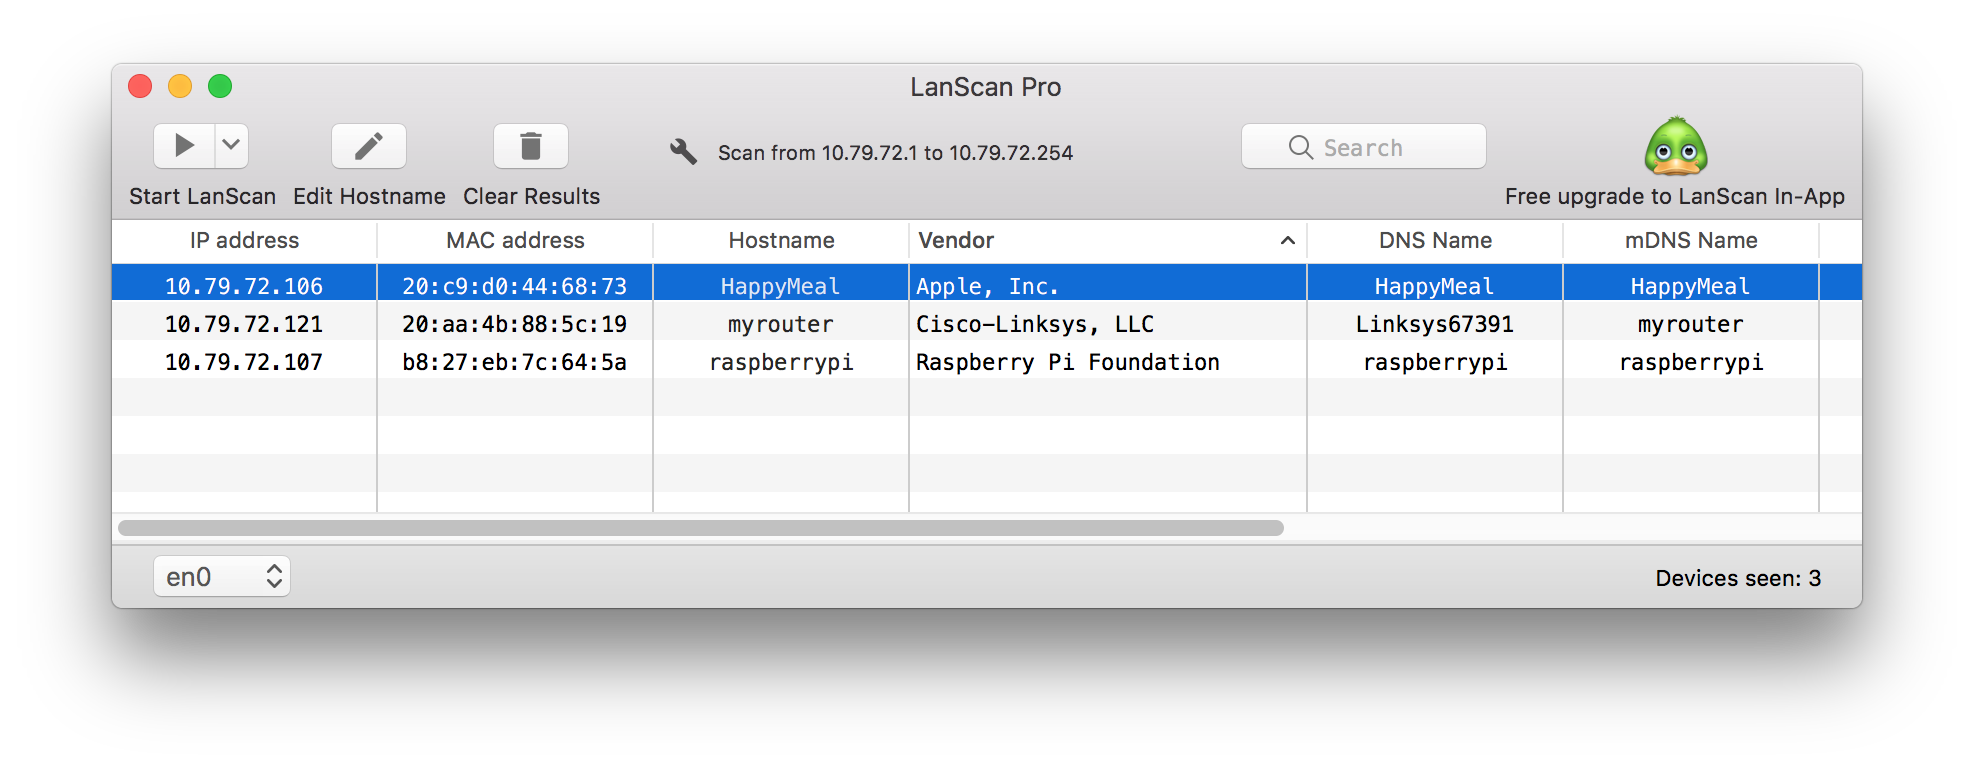 LanScan Pro
Start LanScan Edit Hostname Clear Results
Scan from 10.79.72.1 to 10.79.72.254
Search
Free upgrade to LanScan In-App
IP address MAC address Hostname Vendor DNS Name mDNS Name
10.79.72.106 20:c9:d0:44:68:73 HappyMeal Apple, Inc. HappyMeal HappyMeal
10.79.72.121 20:aa:4b:88:5c:19 myrouter Cisco-Linksys, LLC Linksys67391 myrouter
10.79.72.107 b8:27:eb:7c:64:5a raspberrypi Raspberry Pi Foundation raspberrypi raspberrypi
en0
Devices seen: 3